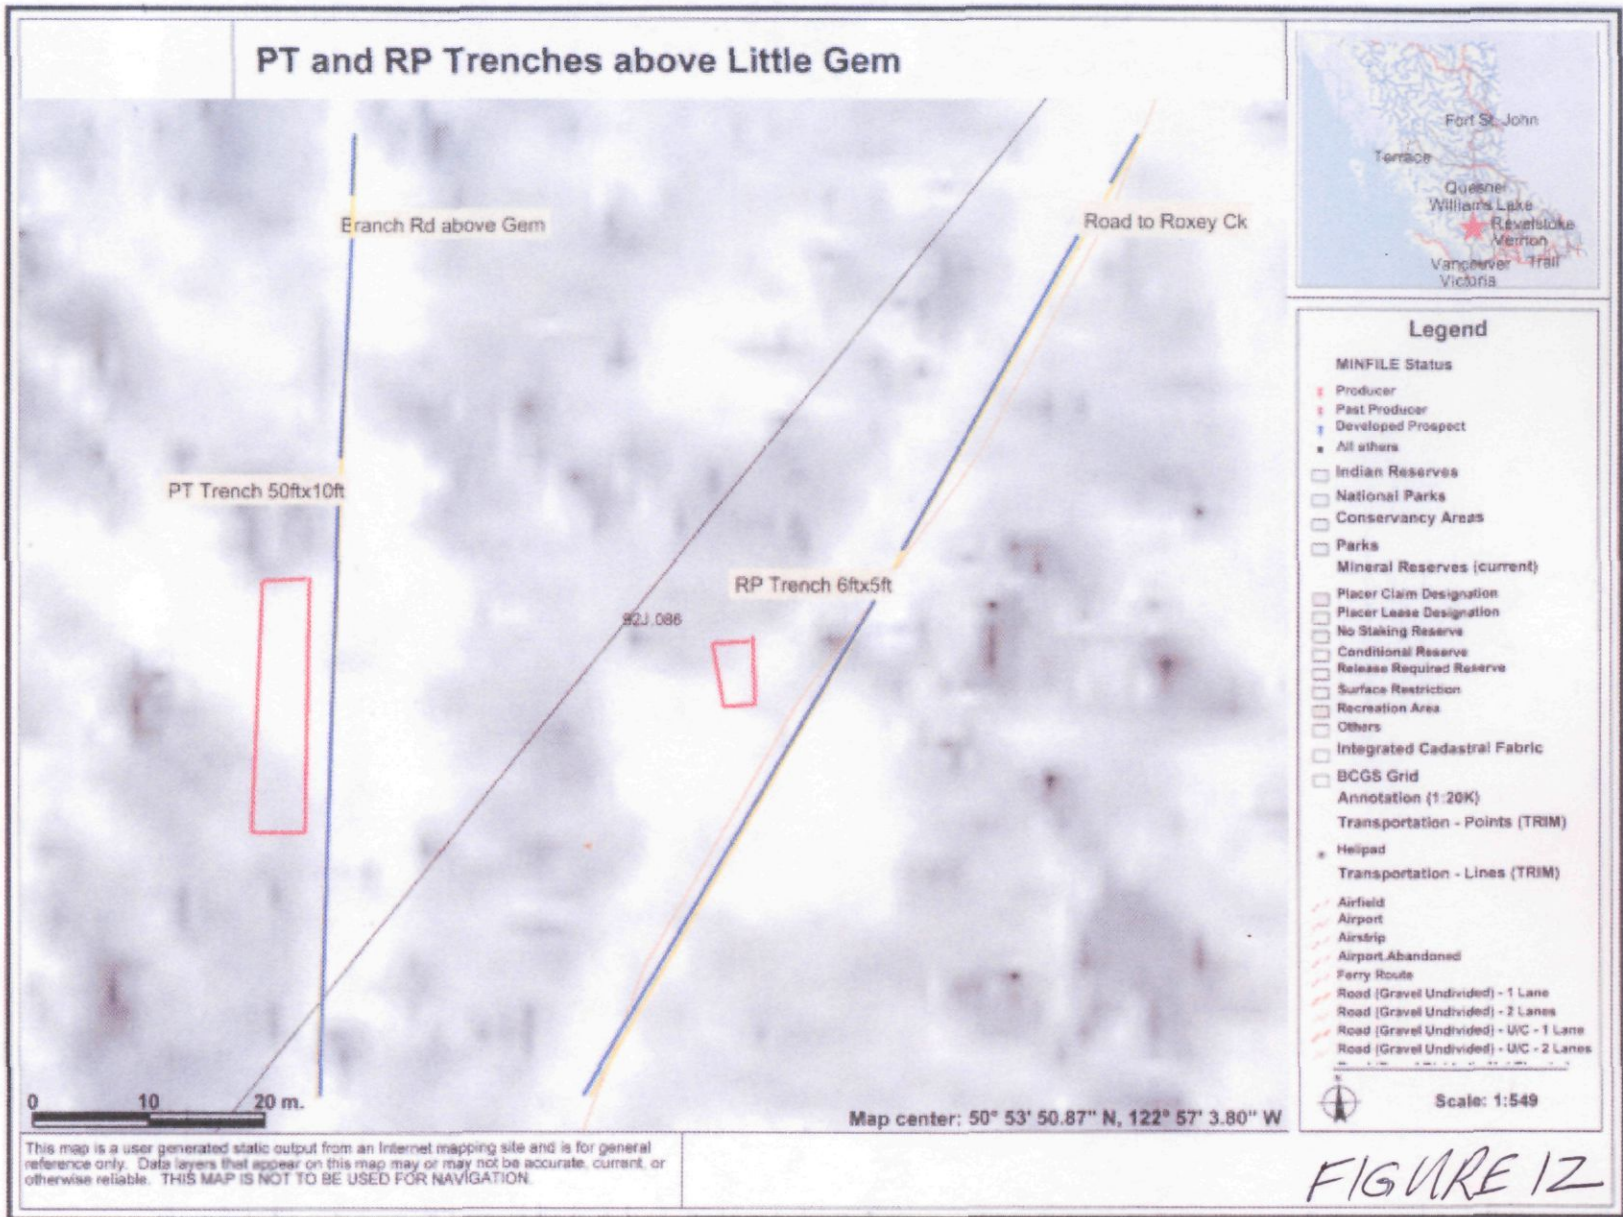 PT and RP Trenches above Little Gem
Branch Rd above Gem
Road to Roxey Ck
PT Trench 50ftx10ft
RP Trench 6ftx5ft
92J.086
0 10 20 m.
Map center: 50° 53' 50.87" N, 122° 57' 3.80" W
Fort St. John
Terrace
Quesnel
Williams Lake
Revelstoke
Vernon
Vancouver Trail
Victoria
Legend
MINFILE Status
Producer
Past Producer
Developed Prospect
All others
Indian Reserves
National Parks
Conservancy Areas
Parks
Mineral Reserves (current)
Placer Claim Designation
Placer Lease Designation
No Staking Reserve
Conditional Reserve
Release Required Reserve
Surface Restriction
Recreation Area
Others
Integrated Cadastral Fabric
BCGS Grid
Annotation (1:20K)
Transportation - Points (TRIM)
Helipad
Transportation - Lines (TRIM)
Airfield
Airport
Airstrip
Airport.Abandoned
Ferry Route
Road (Gravel Undivided) - 1 Lane
Road (Gravel Undivided) - 2 Lanes
Road (Gravel Undivided) - U/C - 1 Lane
Road (Gravel Undivided) - U/C - 2 Lanes
N
Scale: 1:549
This map is a user generated static output from an Internet mapping site and is for general
reference only. Data layers that appear on this map may or may not be accurate, current, or
otherwise reliable. THIS MAP IS NOT TO BE USED FOR NAVIGATION.
FIGURE 12